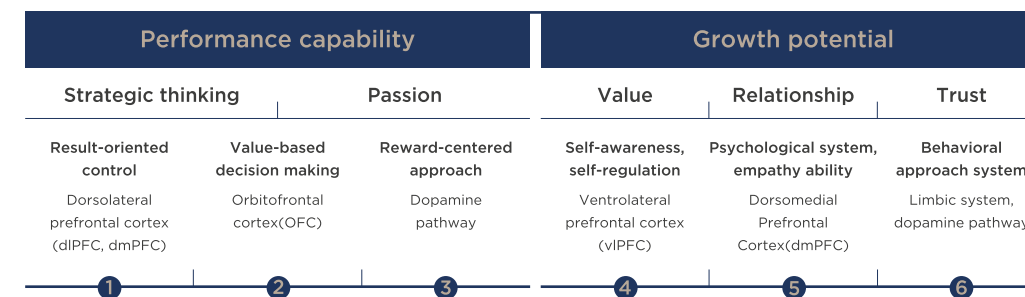 Performance capability
Growth potential
Strategic thinking
Passion
Value
Relationship
Trust
Result-oriented
control
Dorsolateral
prefrontal cortex
(dlPFC, dmPFC)
Value-based
decision making
Orbitofrontal
cortex(OFC)
Reward-centered
approach
Dopamine
pathway
Self-awareness,
self-regulation
Ventrolateral
prefrontal cortex
(vlPFC)
Psychological system,
empathy ability
Dorsomedial
Prefrontal
Cortex(dmPFC)
Behavioral
approach system
Limbic system,
dopamine pathway
1
2
3
4
5
6